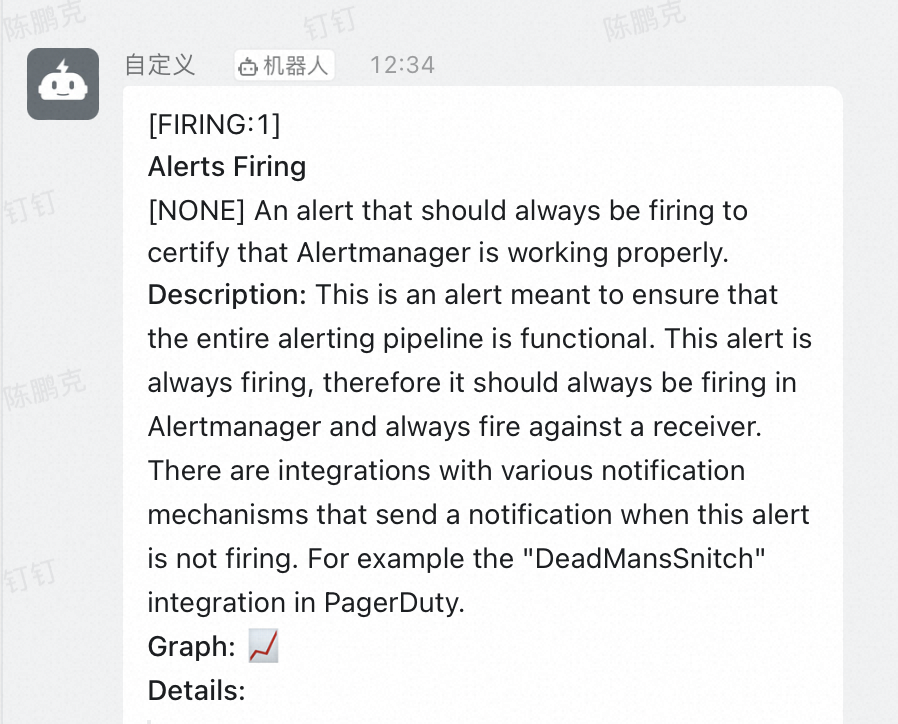 陈鹏克
钉钉
陈鹏克
自定义 机器人 12:34
[FIRING:1]
Alerts Firing
[NONE] An alert that should always be firing to
certify that Alertmanager is working properly.
Description: This is an alert meant to ensure that
the entire alerting pipeline is functional. This alert is
always firing, therefore it should always be firing in
Alertmanager and always fire against a receiver.
There are integrations with various notification
mechanisms that send a notification when this alert
is not firing. For example the "DeadMansSnitch"
integration in PagerDuty.
Graph: 📈
Details:
钉钉
陈鹏克
钉钉